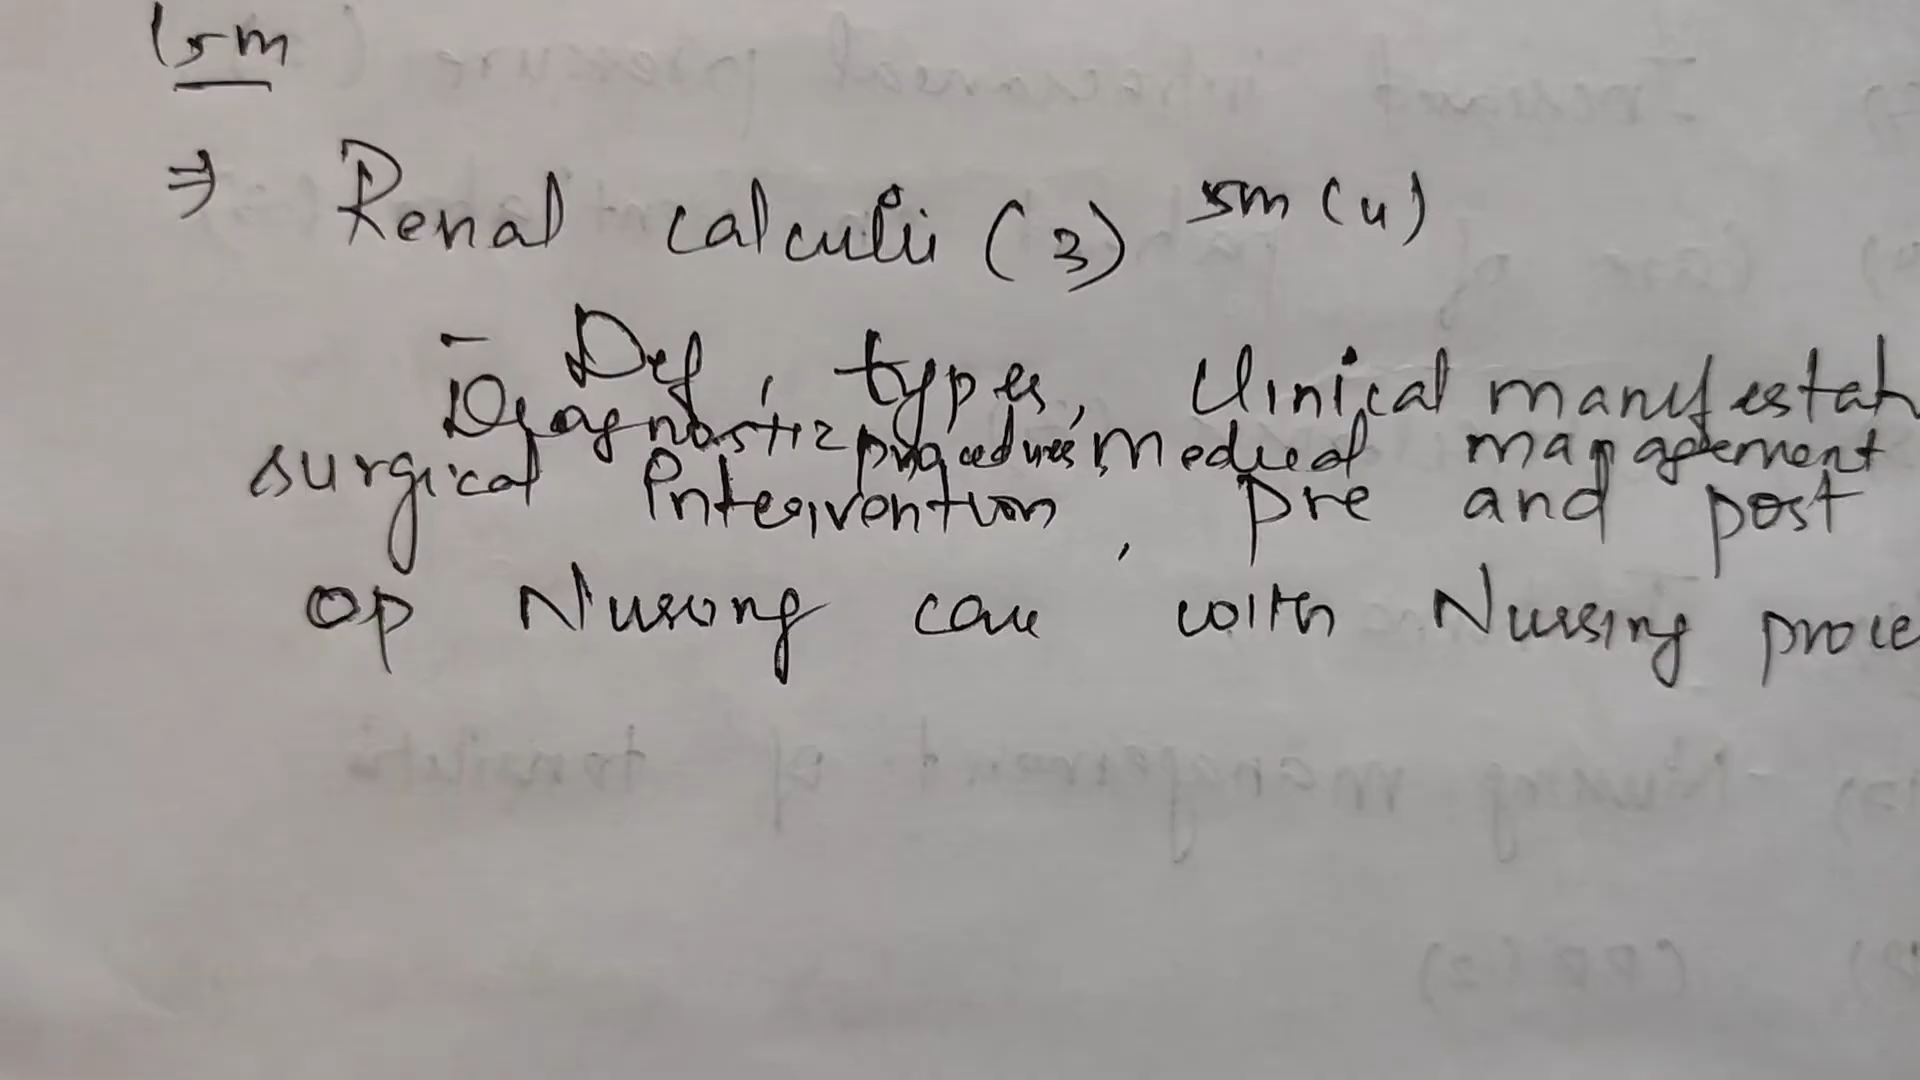 15m
⇒ Renal calculii (3) 5m (4)
- Def, types, Clinical manifestat
Diagnostic procedures, Medical management
surgical Intervention, pre and post
op Nursing care with Nursing proce